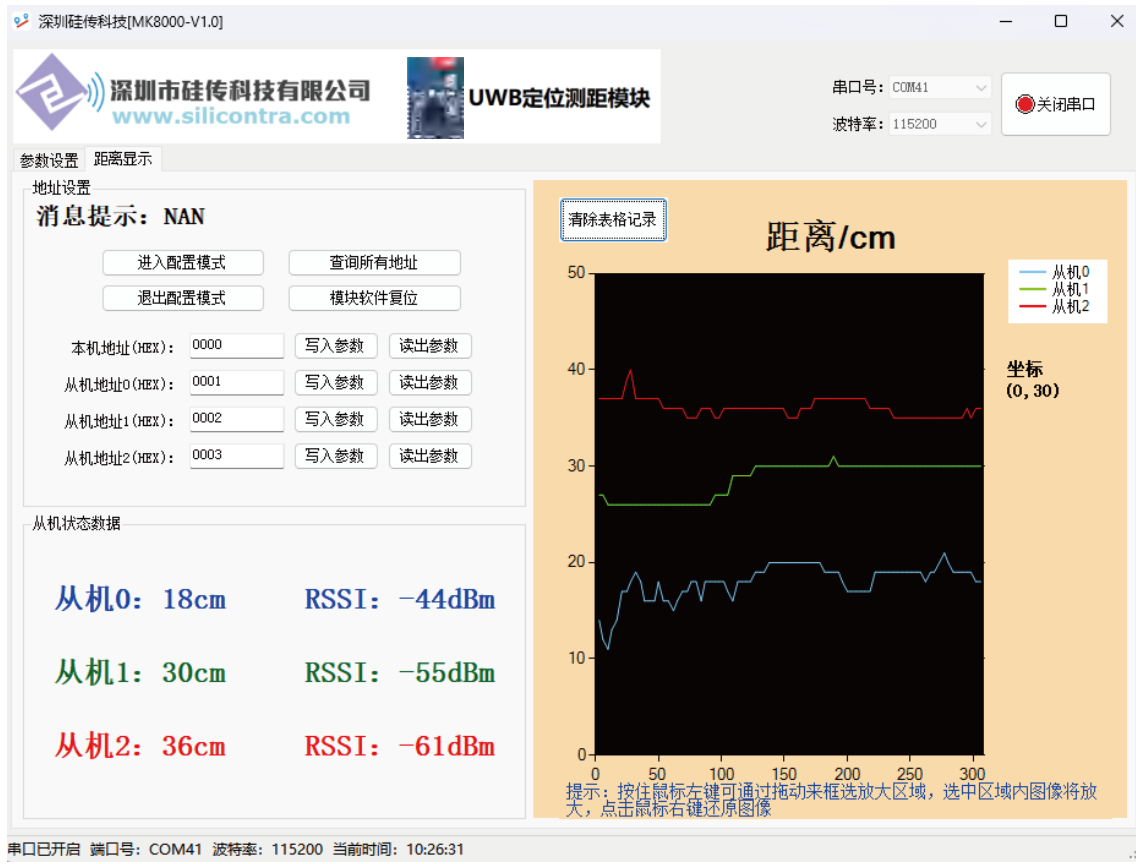 深圳硅传科技[MK8000-V1.0]
深圳市硅传科技有限公司
www.silicontra.com
UWB定位测距模块
串口号： COM41
波特率： 115200
关闭串口
参数设置 距离显示
地址设置
消息提示： NAN
进入配置模式 查询所有地址
退出配置模式 模块软件复位
本机地址(HEX)： 0000 写入参数 读出参数
从机地址0(HEX)： 0001 写入参数 读出参数
从机地址1(HEX)： 0002 写入参数 读出参数
从机地址2(HEX)： 0003 写入参数 读出参数
从机状态数据
从机0： 18cm RSSI： -44dBm
从机1： 30cm RSSI： -55dBm
从机2： 36cm RSSI： -61dBm
清除表格记录
距离/cm
从机0
从机1
从机2
坐标
(0,30)
50
40
30
20
10
0
0 50 100 150 200 250 300
提示：按住鼠标左键可通过拖动来框选放大区域，选中区域内图像将放
大，点击鼠标右键还原图像
串口已开启 端口号：COM41 波特率：115200 当前时间：10:26:31